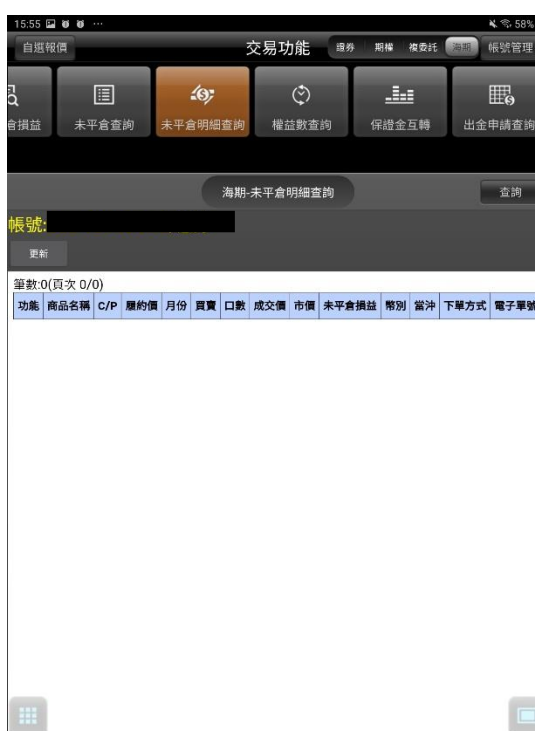 15:55 58%
自選報價 交易功能 證券 期權 複委託 海期 帳號管理
倉損益 未平倉查詢 未平倉明細查詢 權益數查詢 保證金互轉 出金申請查詢
海期-未平倉明細查詢 查詢
帳號:
更新
筆數:0(頁次 0/0)
功能 商品名稱 C/P 履約價 月份 買賣 口數 成交價 市價 未平倉損益 幣別 當沖 下單方式 電子單號